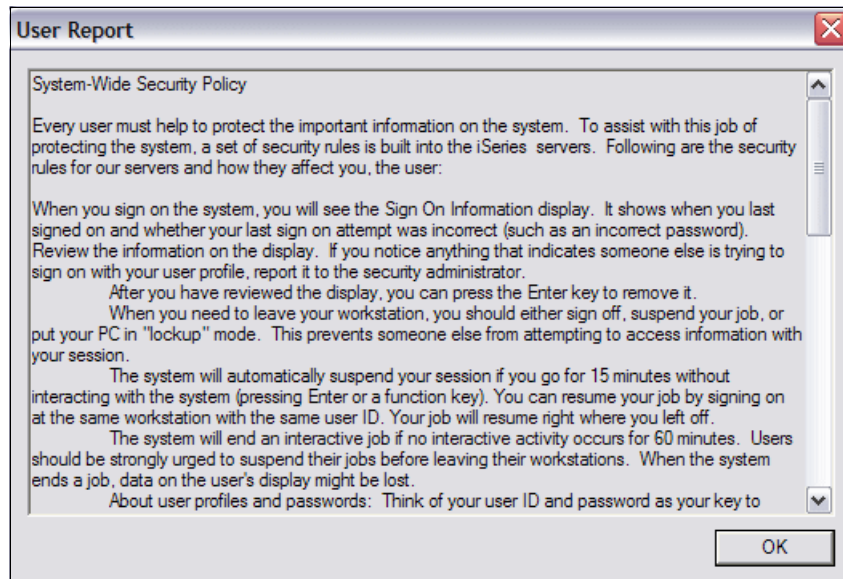 User Report
System-Wide Security Policy
Every user must help to protect the important information on the system.  To assist with this job of
protecting the system, a set of security rules is built into the iSeries  servers.  Following are the security
rules for our servers and how they affect you, the user:
When you sign on the system, you will see the Sign On Information display.  It shows when you last
signed on and whether your last sign on attempt was incorrect (such as an incorrect password).
Review the information on the display.  If you notice anything that indicates someone else is trying to
sign on with your user profile, report it to the security administrator.
After you have reviewed the display, you can press the Enter key to remove it.
When you need to leave your workstation, you should either sign off, suspend your job, or
put your PC in "lockup" mode.  This prevents someone else from attempting to access information with
your session.
The system will automatically suspend your session if you go for 15 minutes without
interacting with the system (pressing Enter or a function key). You can resume your job by signing on
at the same workstation with the same user ID. Your job will resume right where you left off.
The system will end an interactive job if no interactive activity occurs for 60 minutes.  Users
should be strongly urged to suspend their jobs before leaving their workstations.  When the system
ends a job, data on the user's display might be lost.
About user profiles and passwords:  Think of your user ID and password as your key to
OK